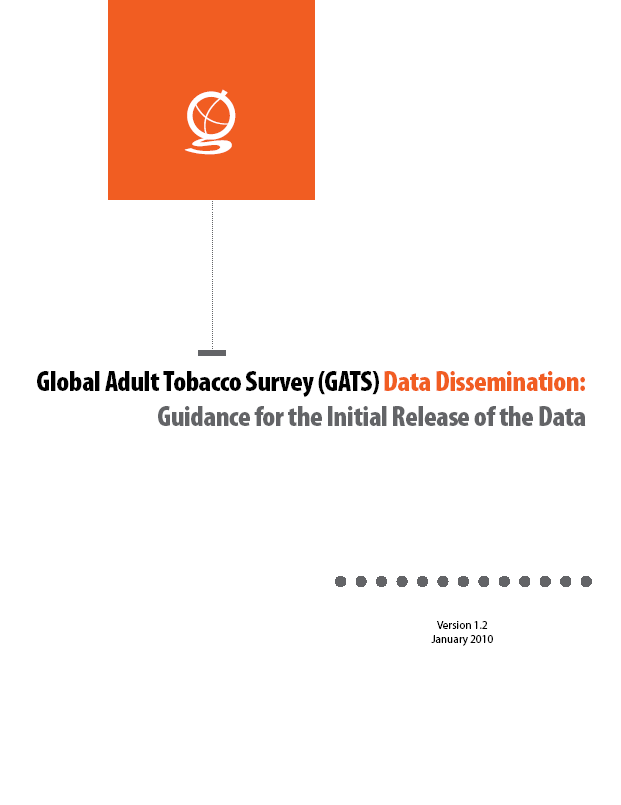 Global Adult Tobacco Survey (GATS) Data Dissemination:
Guidance for the Initial Release of the Data
Version 1.2
January 2010